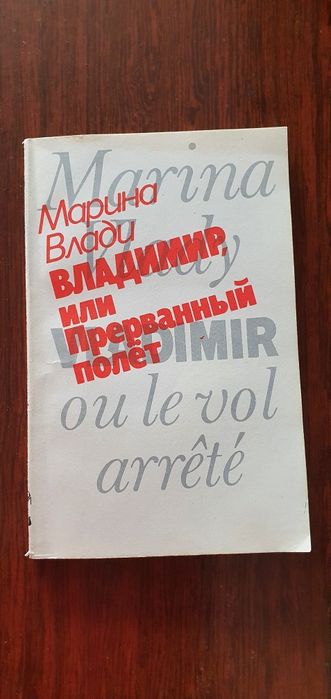 Marina
Vlady
VLADIMIR
ou le vol
arrêté
Марина
Влади
ВЛАДИМИР,
или
Прерванный
полёт